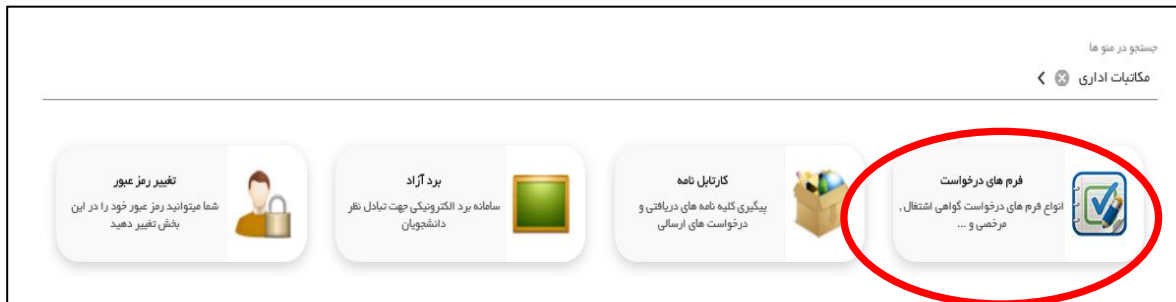 جستجو در منو ها
مکاتبات اداری
فرم های درخواست
انواع فرم های درخواست گواهی اشتغال ,
مرخصی و ...
کارتابل نامه
پیگیری کلیه نامه های دریافتی و
درخواست های ارسالی
برد آزاد
سامانه برد الکترونیکی جهت تبادل نظر
دانشجویان
تغییر رمز عبور
شما میتوانید رمز عبور خود را در این
بخش تغییر دهید